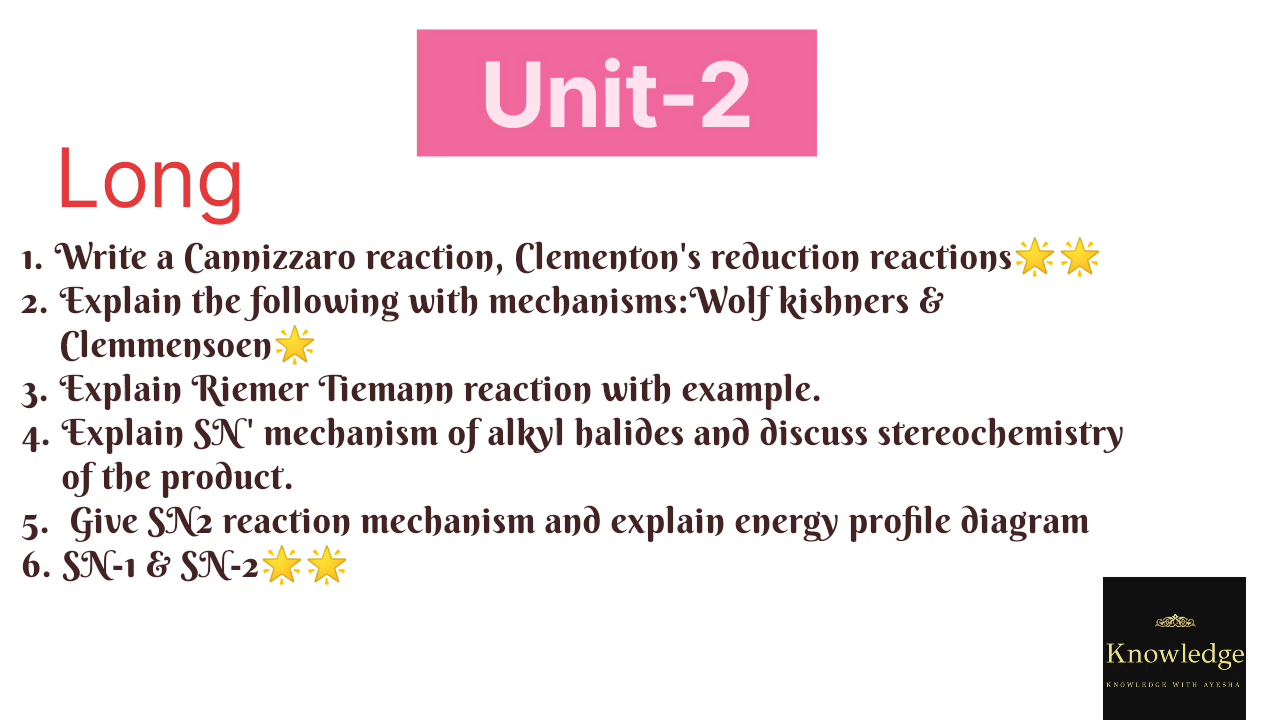 Unit-2
Long
1. Write a Cannizzaro reaction, Clementon's reduction reactions🌟🌟
2. Explain the following with mechanisms:Wolf kishners &
Clemmensoen🌟
3. Explain Riemer Tiemann reaction with example.
4. Explain SN' mechanism of alkyl halides and discuss stereochemistry
of the product.
5. Give SN2 reaction mechanism and explain energy profile diagram
6. SN-1 & SN-2🌟🌟
Knowledge
KNOWLEDGE WITH AYESHA